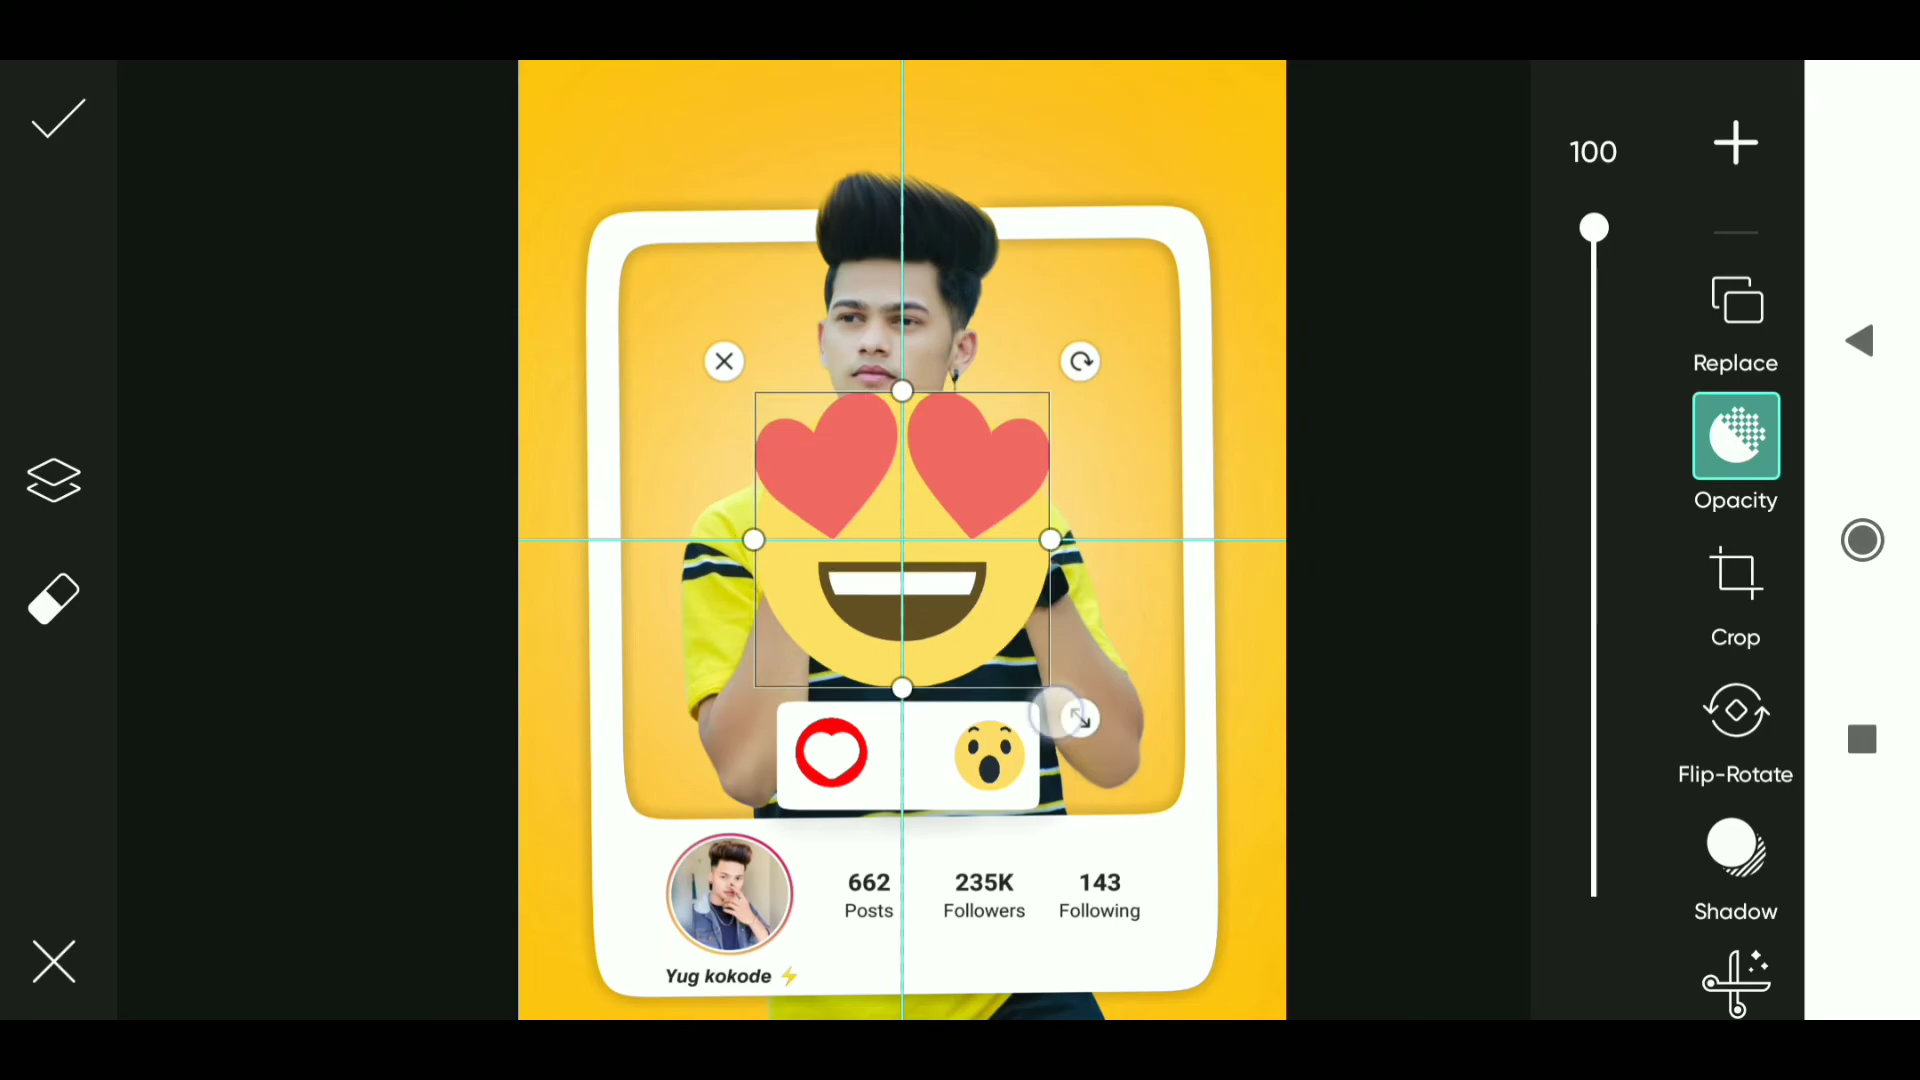 100
Replace
Opacity
Crop
Flip-Rotate
Shadow
662 235K 143
Posts Followers Following
Yug kokode ⚡